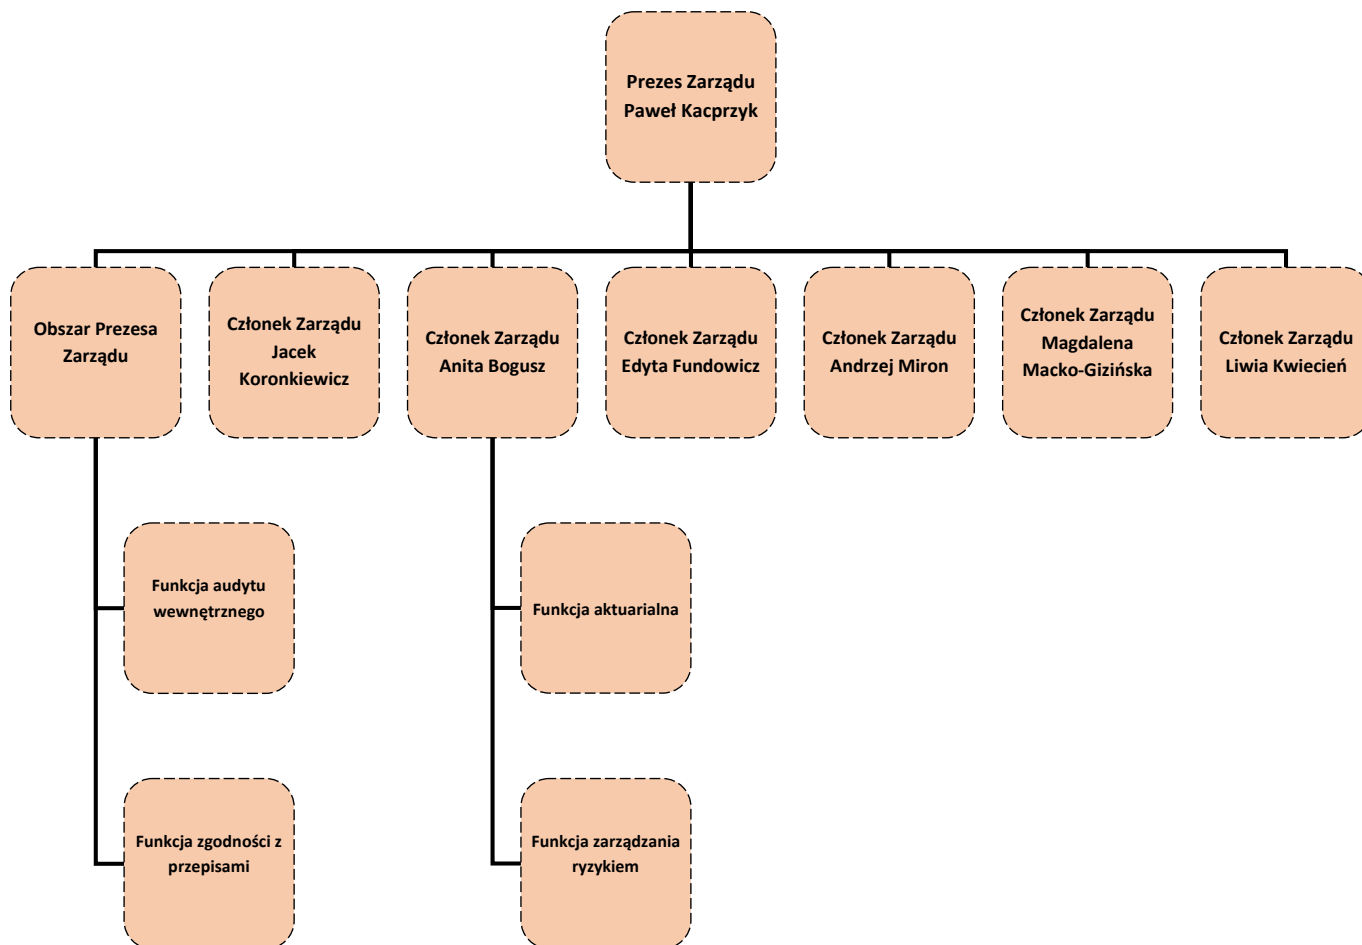 Prezes Zarządu
Paweł Kacprzyk
Obszar Prezesa
Zarządu
Członek Zarządu
Jacek
Koronkiewicz
Członek Zarządu
Anita Bogusz
Członek Zarządu
Edyta Fundowicz
Członek Zarządu
Andrzej Miron
Członek Zarządu
Magdalena
Macko-Gizińska
Członek Zarządu
Liwia Kwiecień
Funkcja audytu
wewnętrznego
Funkcja aktuarialna
Funkcja zgodności z
przepisami
Funkcja zarządzania
ryzykiem